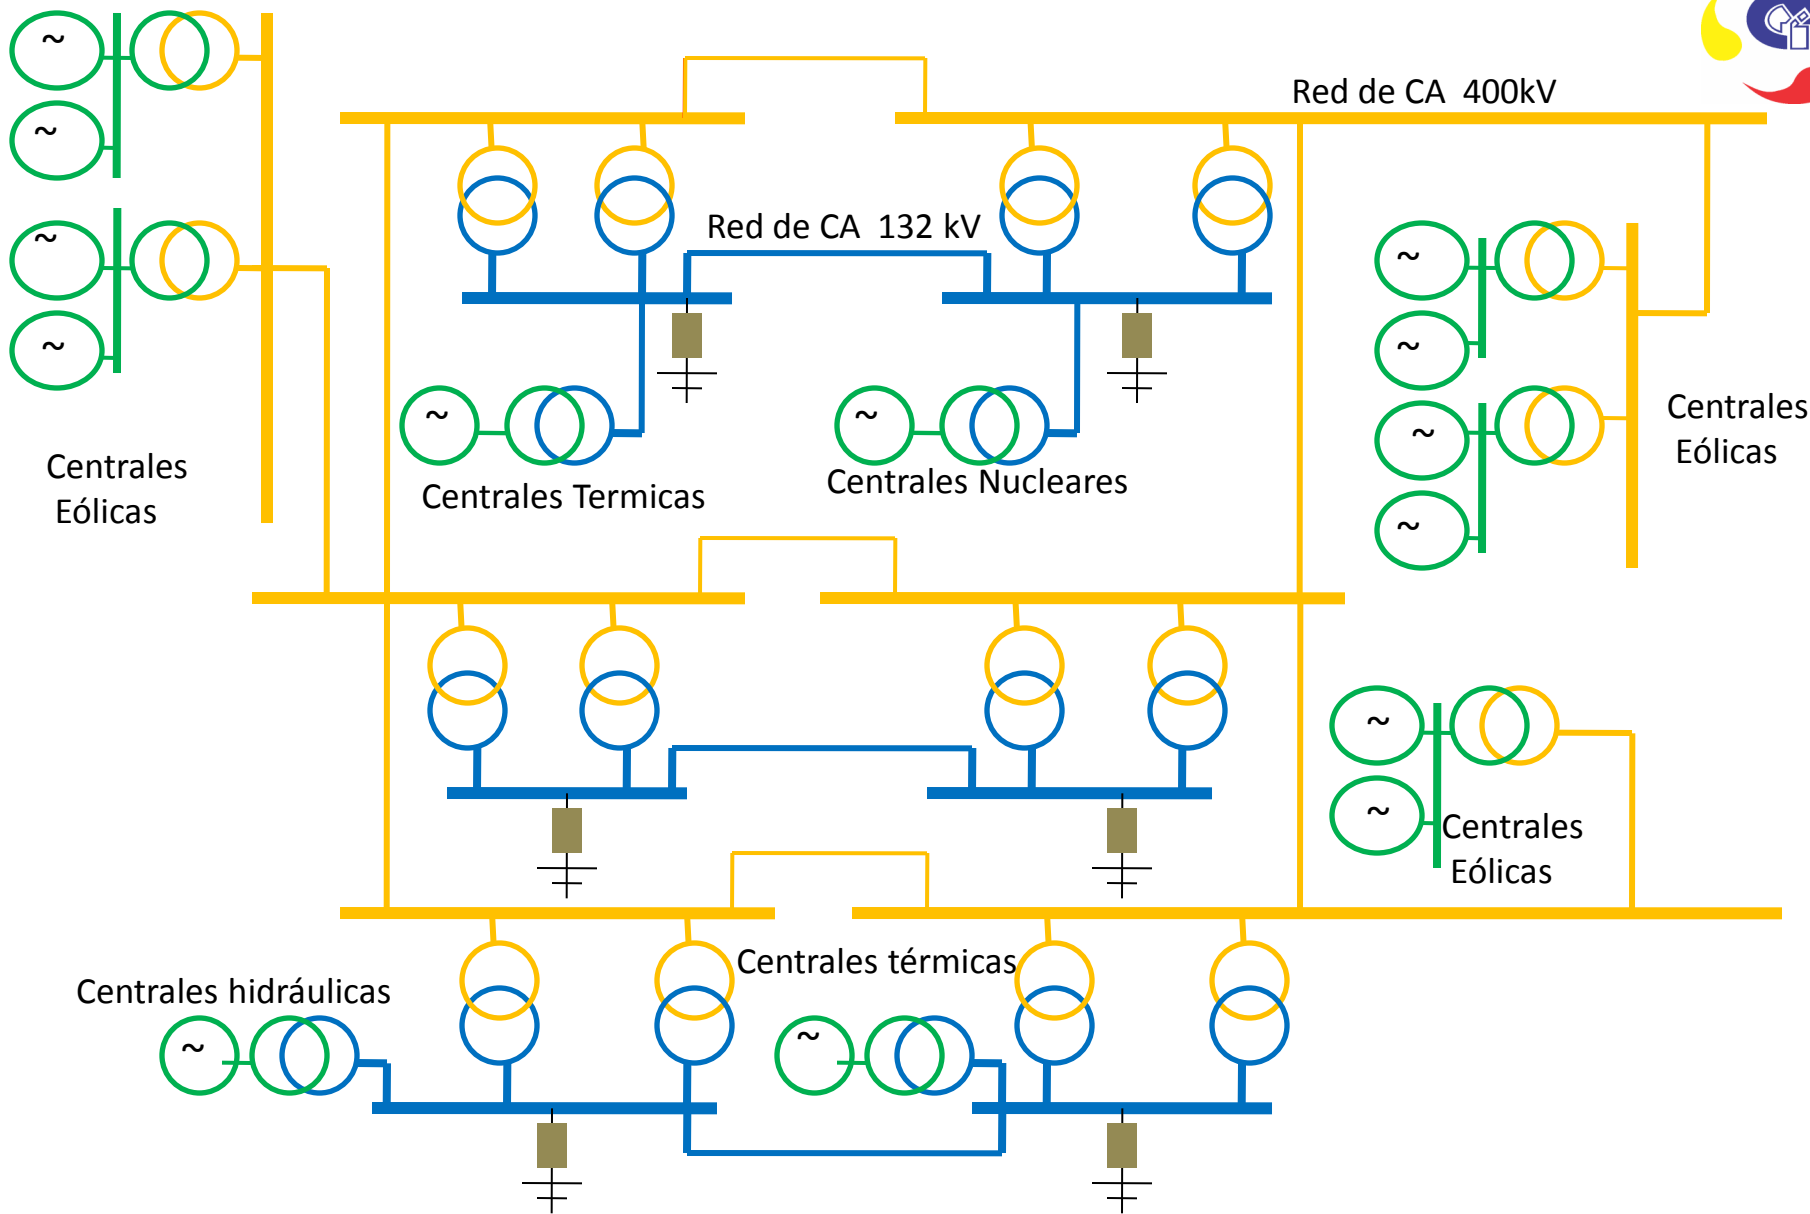 ~
~
Red de CA  400kV
Red de CA  132 kV
~
~
~
~
~
~
Centrales
Eólicas
Centrales Termicas
Centrales Nucleares
~
~
Centrales
Eólicas
~
~
Centrales
Eólicas
Centrales térmicas
Centrales hidráulicas
~
~